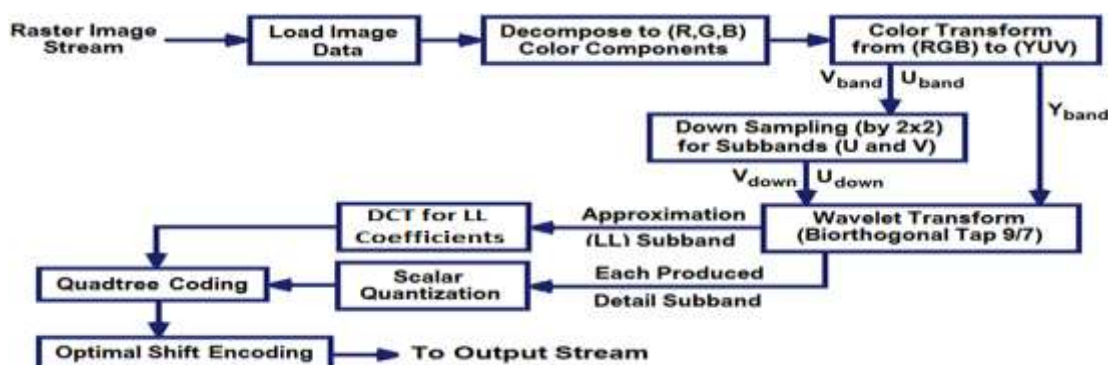 Raster Image
Stream
Load Image
Data
Decompose to (R,G,B)
Color Components
Color Transform
from (RGB) to (YUV)
Vband Uband
Yband
Down Sampling (by 2x2)
for Subbands (U and V)
Vdown Udown
Wavelet Transform
(Biorthogonal Tap 9/7)
Approximation
(LL) Subband
DCT for LL
Coefficients
Each Produced
Detail Subband
Scalar
Quantization
Quadtree Coding
Optimal Shift Encoding
To Output Stream